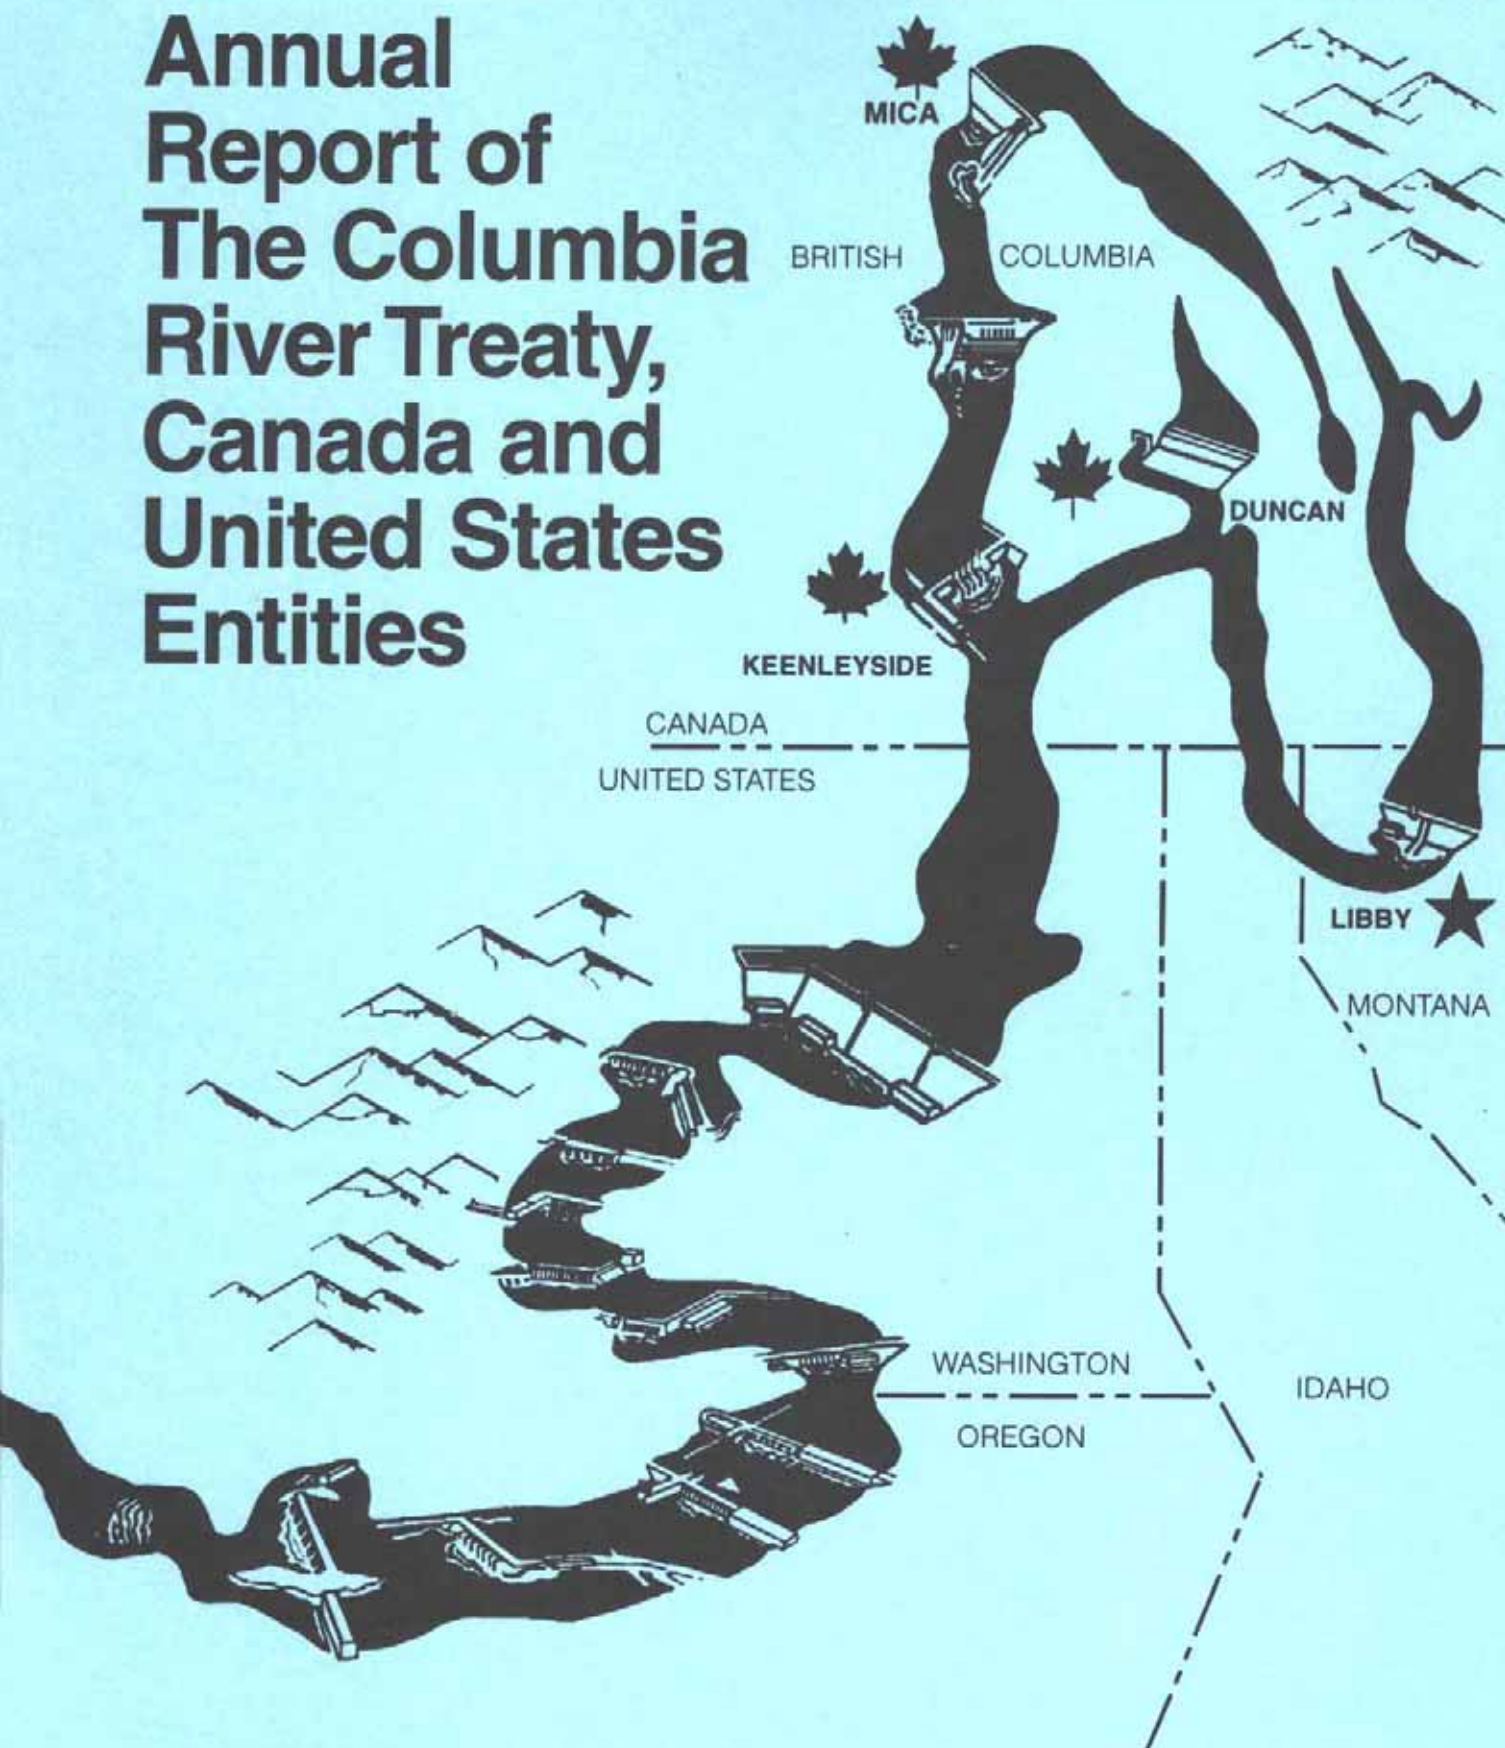 Annual
Report of
The Columbia
River Treaty,
Canada and
United States
Entities
MICA
BRITISH COLUMBIA
DUNCAN
KEENLEYSIDE
CANADA
UNITED STATES
LIBBY
MONTANA
WASHINGTON
IDAHO
OREGON